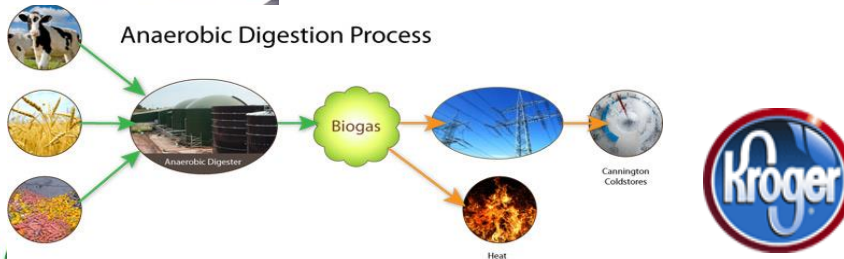 Anaerobic Digestion Process
Biogas
Anaerobic Digester
Cannington
Coldstores
Kroger
Heat